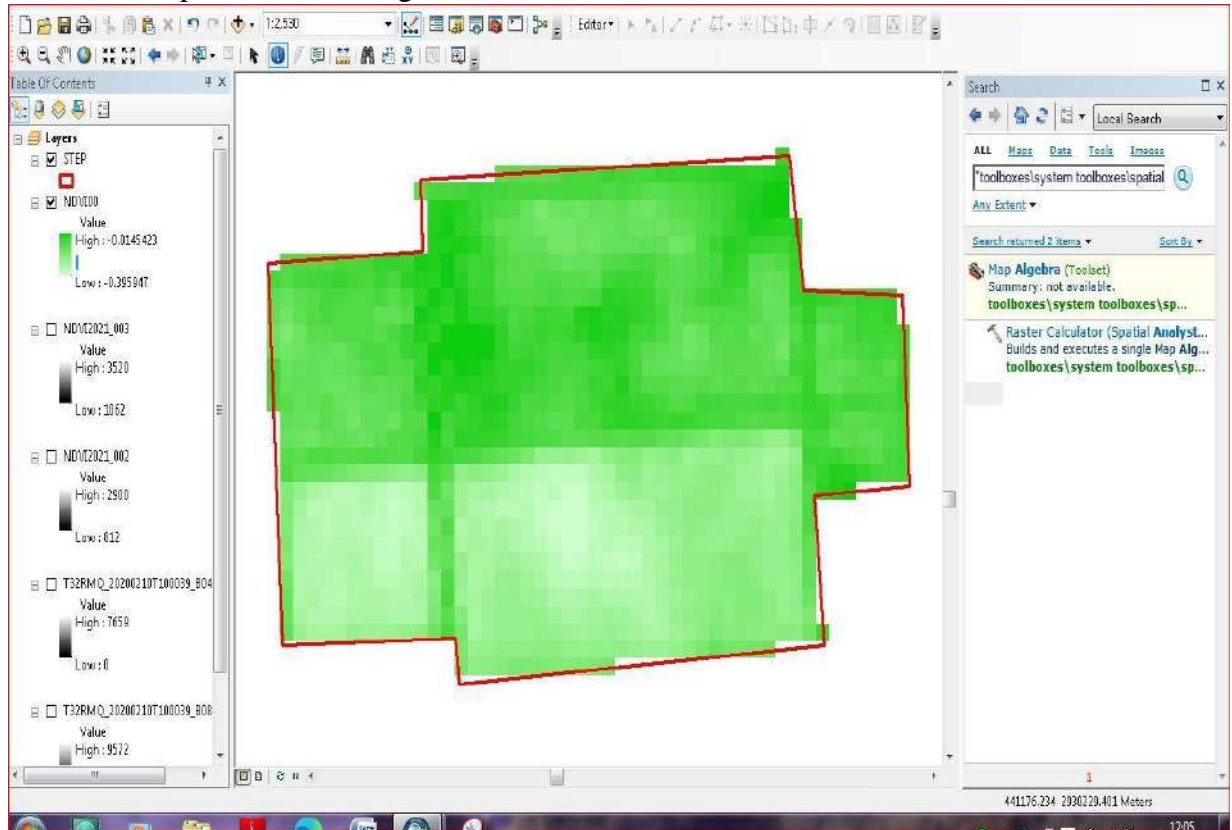 1:2,530
Editor
Table Of Contents
Layers
STEP
NDVI00
Value
High : -0.0145423
Low : -0.395947
NDVI2021_003
Value
High : 3520
Low : 1062
NDVI2021_002
Value
High : 2900
Low : 812
T32RMQ_20200210T100039_B04
Value
High : 7659
Low : 0
T32RMQ_20200210T100039_B08
Value
High : 9572
Search
Local Search
ALL Maps Data Tools Images
"toolboxes\system toolboxes\spatial
Any Extent
Search returned 2 items
Sort By
Map Algebra (Toolset)
Summary: not available.
toolboxes\system toolboxes\sp...
Raster Calculator (Spatial Analyst...
Builds and executes a single Map Alg...
toolboxes\system toolboxes\sp...
1
441176.234 2930229.401 Meters
12:05